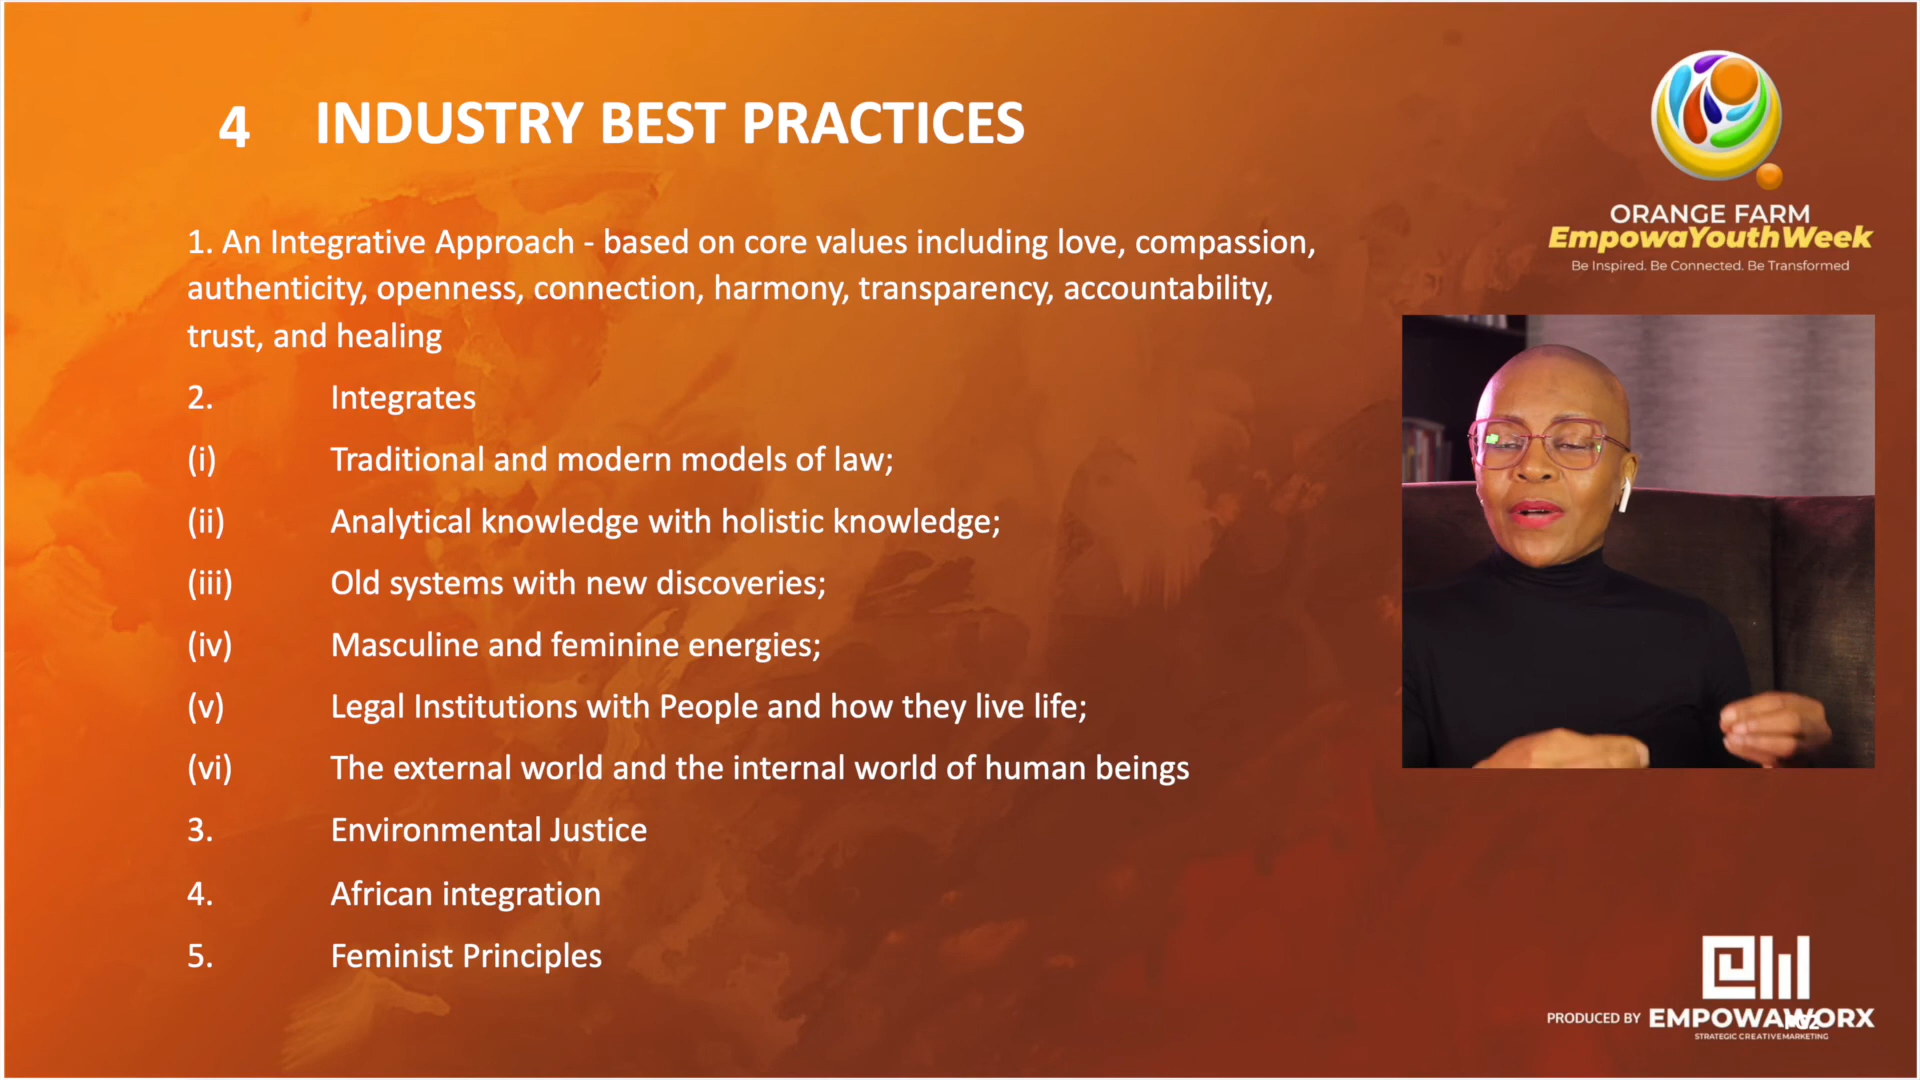 4 INDUSTRY BEST PRACTICES
1. An Integrative Approach - based on core values including love, compassion,
authenticity, openness, connection, harmony, transparency, accountability,
trust, and healing
2. Integrates
(i) Traditional and modern models of law;
(ii) Analytical knowledge with holistic knowledge;
(iii) Old systems with new discoveries;
(iv) Masculine and feminine energies;
(v) Legal Institutions with People and how they live life;
(vi) The external world and the internal world of human beings
3. Environmental Justice
4. African integration
5. Feminist Principles
ORANGE FARM
EmpowaYouthWeek
Be Inspired. Be Connected. Be Transformed
PRODUCED BY EMPOWAWORX
STRATEGIC CREATIVE MARKETING